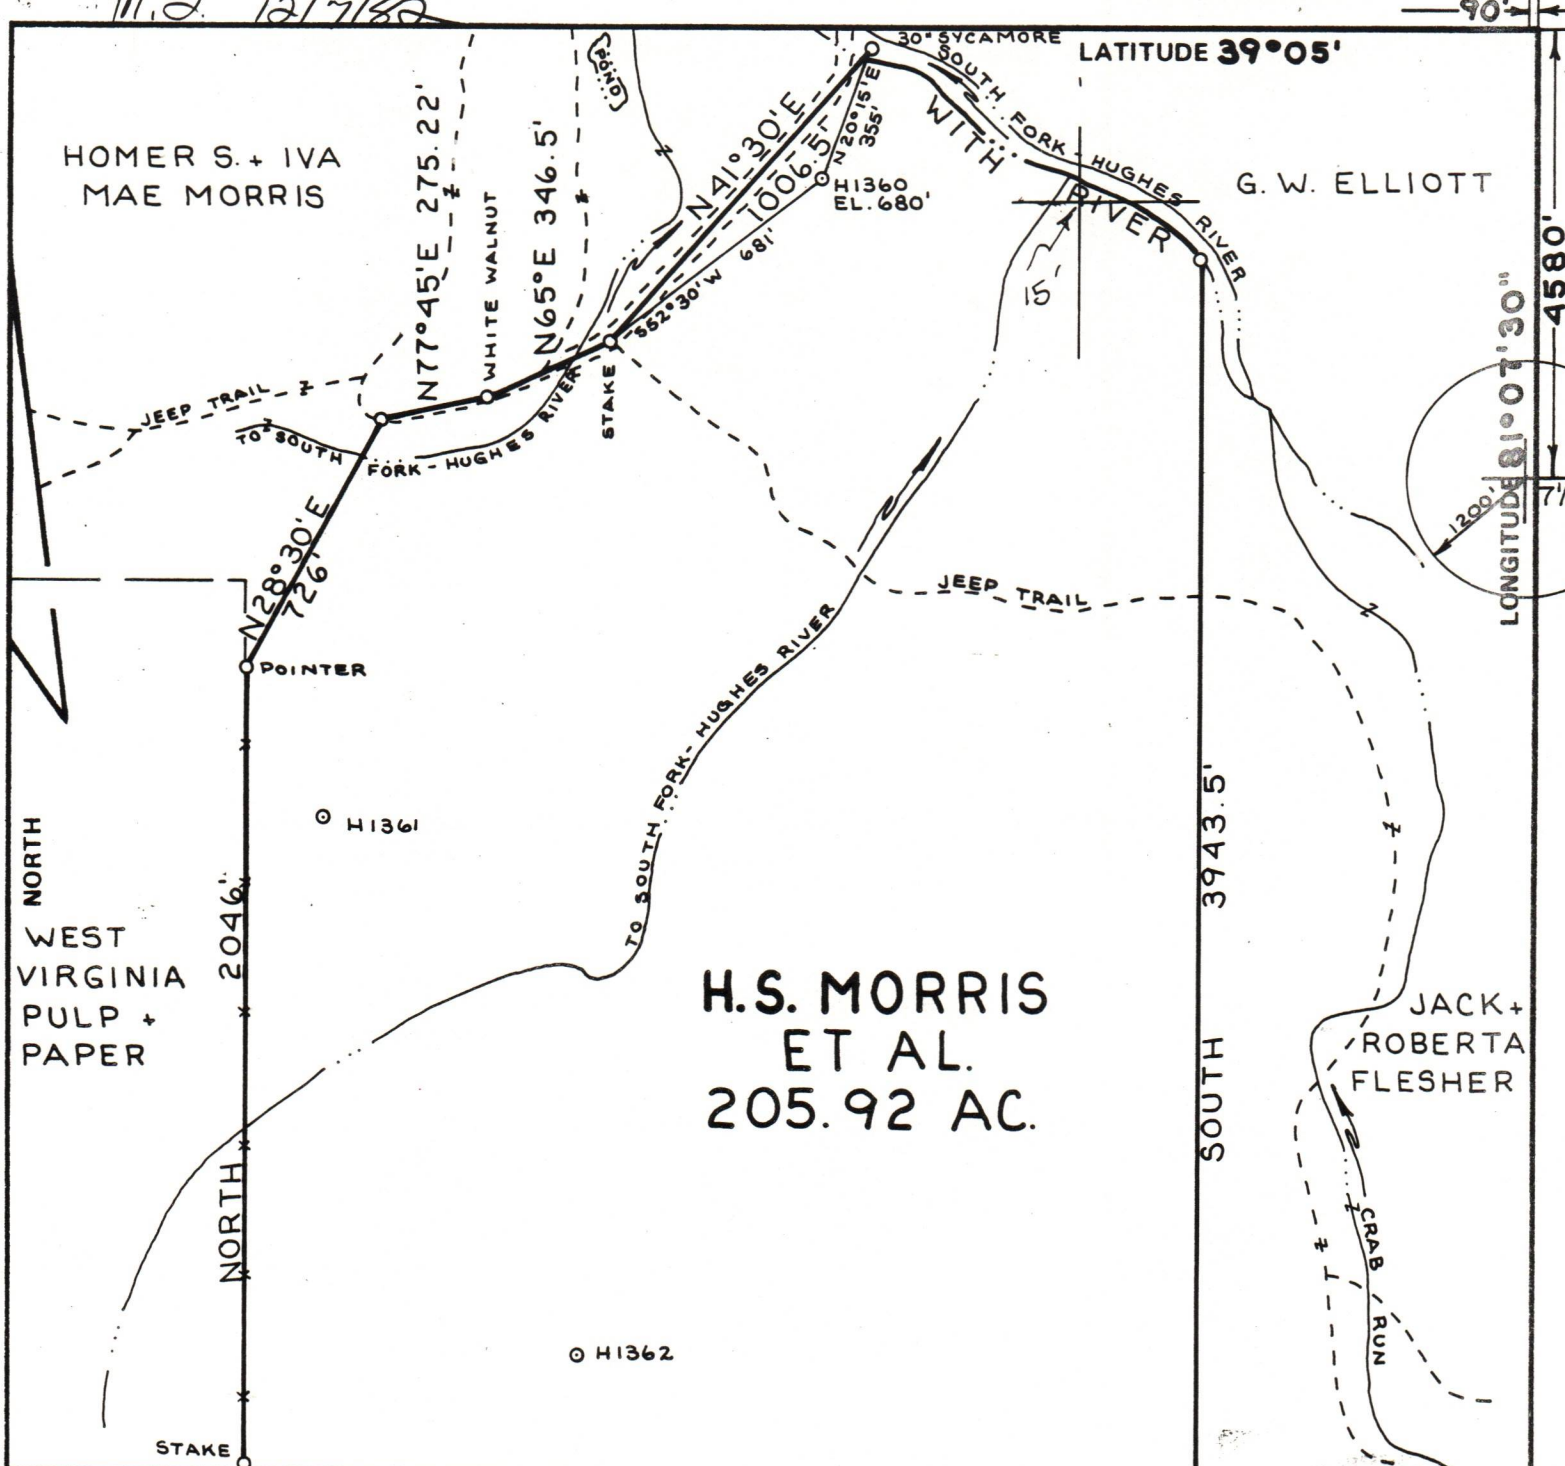 12/7/82
90'
30" SYCAMORE
LATITUDE 39°05'
SOUTH FORK - HUGHES RIVER
WITH RIVER
POND
HOMER S. + IVA
MAE MORRIS
G. W. ELLIOTT
N77°45'E 275.22'
WHITE WALNUT
N65°E 346.5'
N41°30'E
1006.5'
N20°15'E
355'
H1360
EL. 680'
S52°30'W 681'
15'
4580'
LONGITUDE 81°07'30"
1200'
STAKE
JEEP TRAIL
TO SOUTH FORK - HUGHES RIVER
N28°30'E
726'
POINTER
JEEP TRAIL
TO SOUTH FORK - HUGHES RIVER
H1361
NORTH
WEST
VIRGINIA
PULP +
PAPER
NORTH 2046'
SOUTH 3943.5'
H.S. MORRIS
ET AL.
205.92 AC.
JACK +
ROBERTA
FLESHER
CRAB RUN
H1362
STAKE